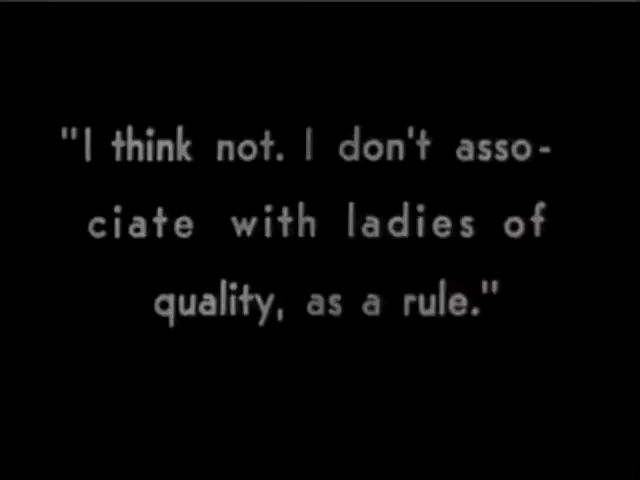 "I think not. I don't asso-
ciate with ladies of
quality, as a rule."